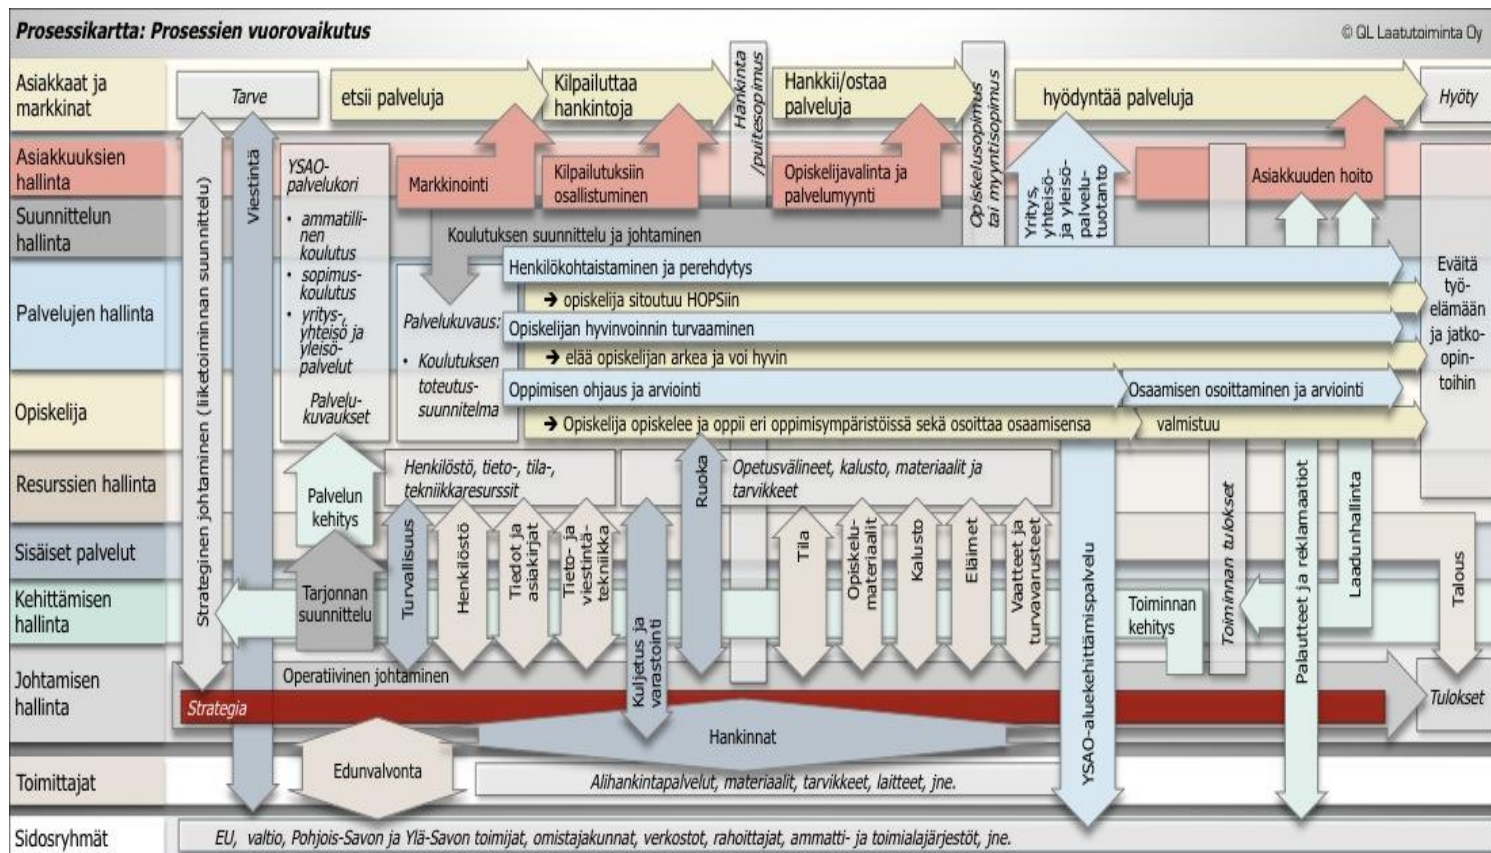 Prosessikartta: Prosessien vuorovaikutus
© QL Laatutoiminta Oy
Asiakkaat ja
markkinat
Tarve
etsii palveluja
Kilpailuttaa
hankintoja
Hankinta
/puitesopimus
Hankkii/ostaa
palveluja
Opiskelusopimus
tai myyntisopimus
hyödyntää palveluja
Hyöty
Asiakkuuksien
hallinta
Strateginen johtaminen (liiketoiminnan suunnittelu)
Viestintä
YSAO-
palvelukori
• ammatilli-
nen
koulutus
• sopimus-
koulutus
• yritys-,
yhteisö ja
yleisö-
palvelut
Palvelu-
kuvaukset
Markkinointi
Kilpailutuksiin
osallistuminen
Opiskelijavalinta ja
palvelumyynti
Yritys,
yhteisö-
ja yleisö-
palvelu-
tuotanto
Asiakkuuden hoito
Suunnittelun
hallinta
Koulutuksen suunnittelu ja johtaminen
Palvelujen hallinta
Palvelukuvaus:
• Koulutuksen
toteutus-
suunnitelma
Henkilökohtaistaminen ja perehdytys
➔ opiskelija sitoutuu HOPSiin
Opiskelijan hyvinvoinnin turvaaminen
➔ elää opiskelijan arkea ja voi hyvin
Eväitä
työ-
elämään
ja jatko-
opin-
toihin
Opiskelija
Oppimisen ohjaus ja arviointi
Osaamisen osoittaminen ja arviointi
➔ Opiskelija opiskelee ja oppii eri oppimisympäristöissä sekä osoittaa osaamisensa
valmistuu
Resurssien hallinta
Palvelun
kehitys
Henkilöstö, tieto-, tila-,
tekniikkaresurssit
Ruoka
Opetusvälineet, kalusto, materiaalit ja
tarvikkeet
Sisäiset palvelut
Turvallisuus
Henkilöstö
Tiedot ja
asiakirjat
Tieto- ja
viestintä-
tekniikka
Kuljetus ja
varastointi
Tila
Opiskelu-
materiaalit
Kalusto
Eläimet
Vaatteet ja
turvavarusteet
YSAO-aluekehittämispalvelu
Toiminnan tulokset
Palautteet ja reklamaatiot
Laadunhallinta
Talous
Kehittämisen
hallinta
Tarjonnan
suunnittelu
Toiminnan
kehitys
Johtamisen
hallinta
Operatiivinen johtaminen
Strategia
Tulokset
Hankinnat
Toimittajat
Edunvalvonta
Alihankintapalvelut, materiaalit, tarvikkeet, laitteet, jne.
Sidosryhmät
EU, valtio, Pohjois-Savon ja Ylä-Savon toimijat, omistajakunnat, verkostot, rahoittajat, ammatti- ja toimialajärjestöt, jne.